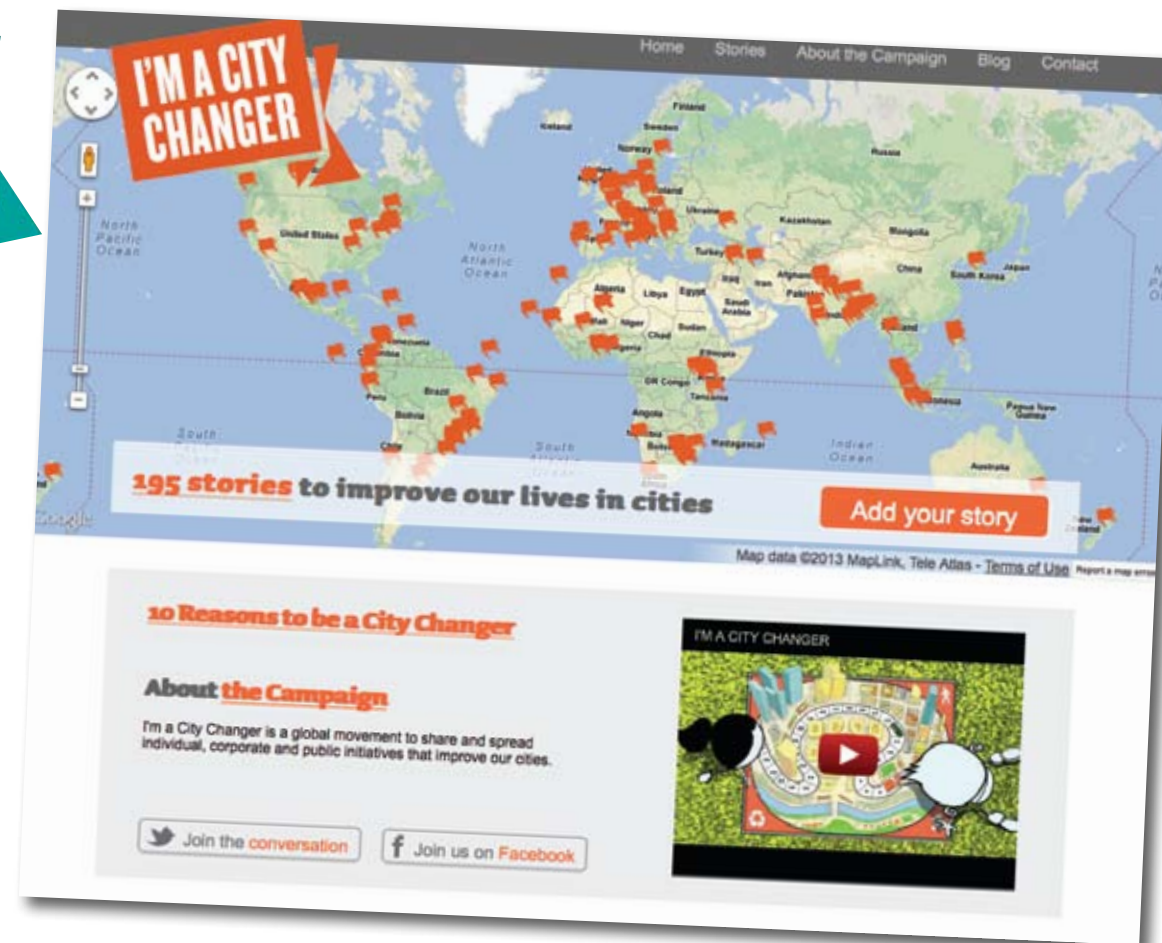 I'M A CITY
CHANGER
Home Stories About the Campaign Blog Contact
Iceland
Finland
Sweden
Norway
Russia
United States
North
Pacific
Ocean
North
Atlantic
Ocean
Ukraine
Kazakhstan
Mongolia
Turkey
China
South Korea
Japan
Iraq
Iran
Algeria
Libya
Egypt
Saudi
Arabia
Mali
Niger
Chad
Sudan
Ethiopia
DR Congo
Tanzania
Angola
Madagascar
Venezuela
Peru
Brazil
Bolivia
Papua New
Guinea
Indian
Ocean
Australia
South
South
195 stories to improve our lives in cities
Add your story
Google
Map data ©2013 MapLink, Tele Atlas - Terms of Use Report a map error
10 Reasons to be a City Changer
About the Campaign
I'm a City Changer is a global movement to share and spread
individual, corporate and public initiatives that improve our cities.
Join the conversation
Join us on Facebook
I'M A CITY CHANGER